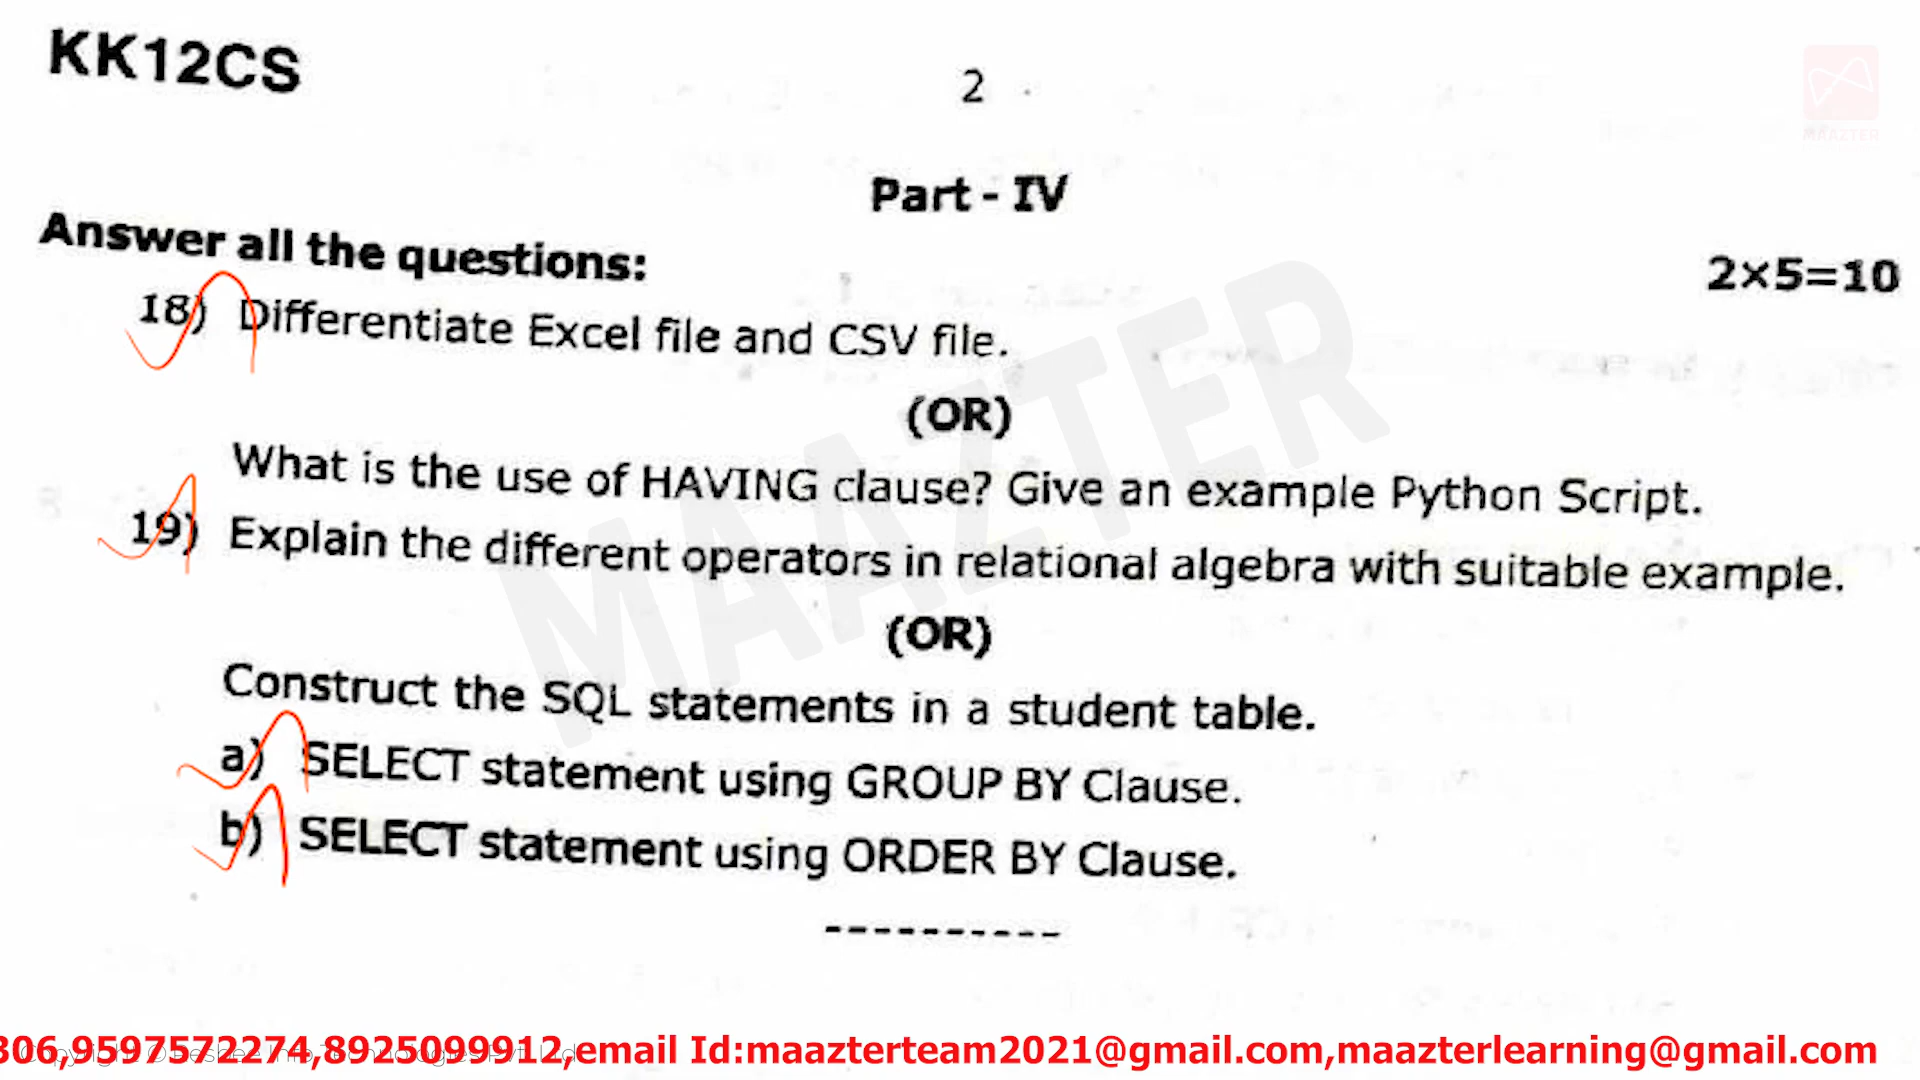 KK12CS
2
MAAZTER
Part - IV
Answer all the questions:
2×5=10
18) Differentiate Excel file and CSV file.
(OR)
What is the use of HAVING clause? Give an example Python Script.
19) Explain the different operators in relational algebra with suitable example.
(OR)
Construct the SQL statements in a student table.
a) SELECT statement using GROUP BY Clause.
b) SELECT statement using ORDER BY Clause.
----------
MAAZTER
306,9597572274,8925099912,email Id:maazterteam2021@gmail.com,maazterlearning@gmail.com